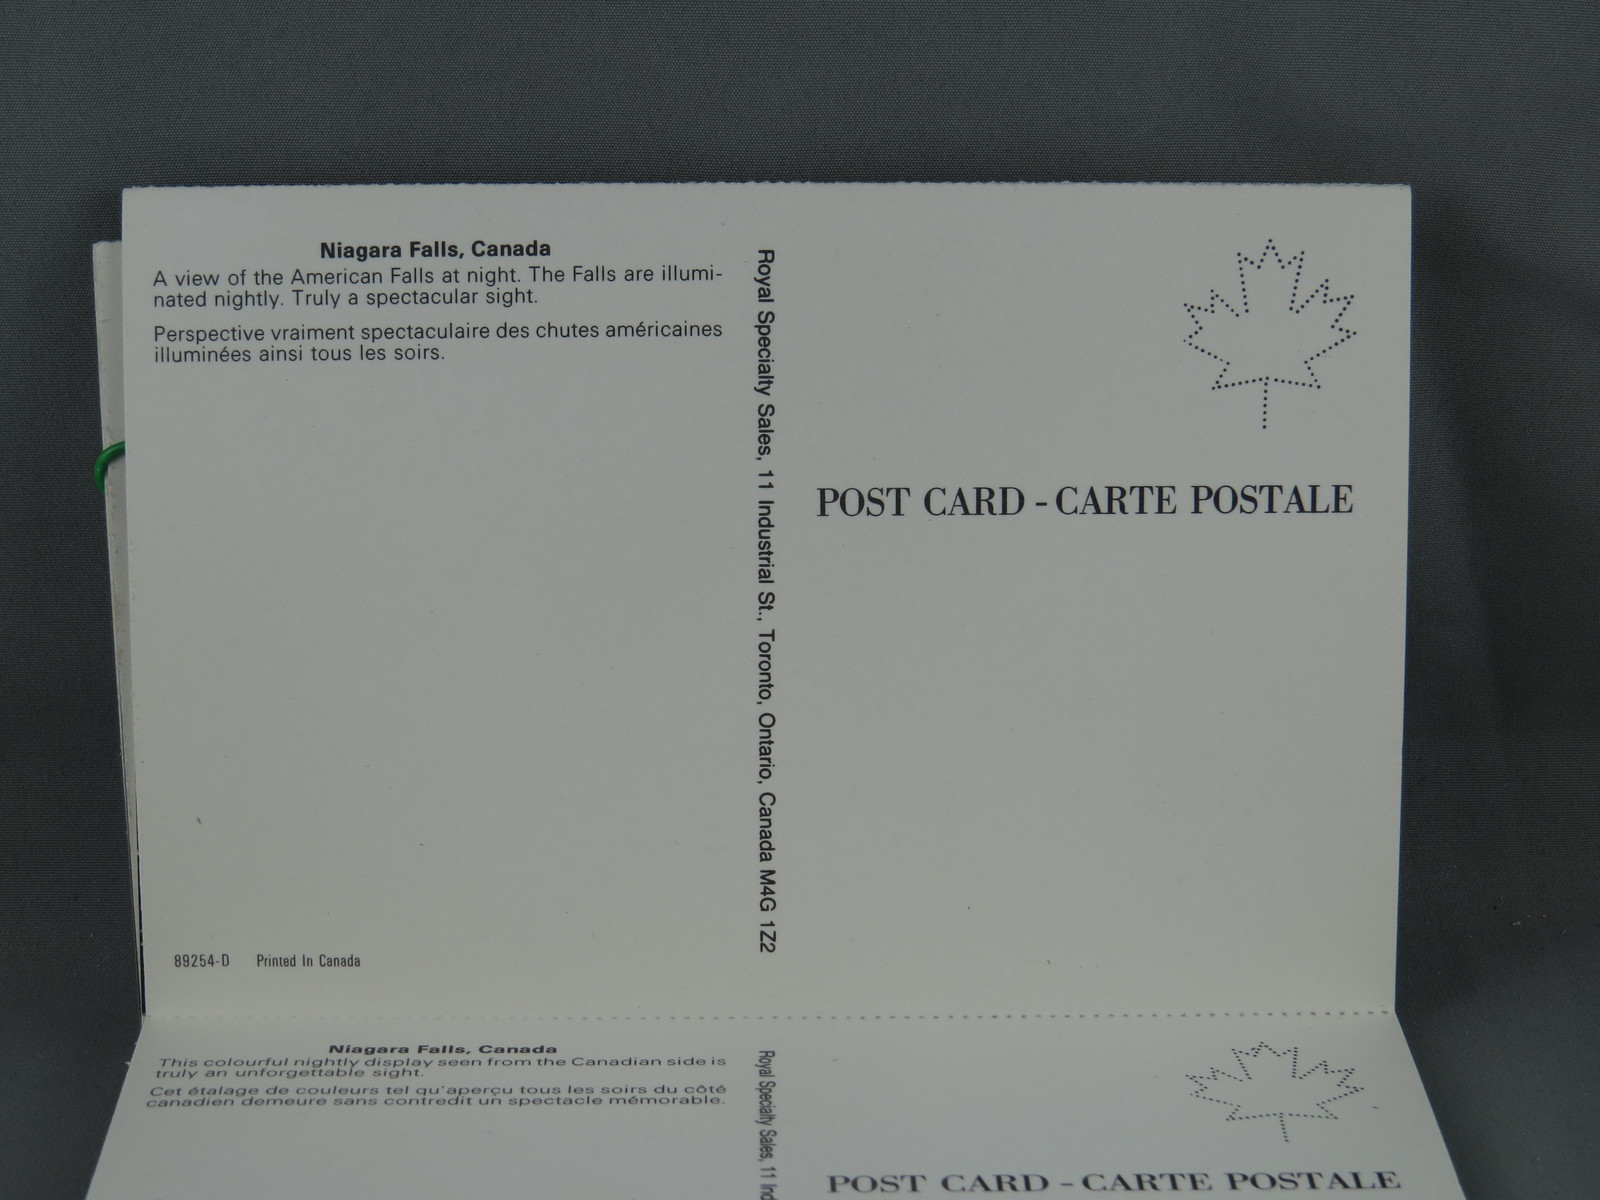 Niagara Falls, Canada
A view of the American Falls at night. The Falls are illumi-
nated nightly. Truly a spectacular sight.
Perspective vraiment spectaculaire des chutes américaines
illuminées ainsi tous les soirs.
89254-D Printed In Canada
Royal Specialty Sales, 11 Industrial St., Toronto, Ontario, Canada M4G 1Z2
POST CARD - CARTE POSTALE
Niagara Falls, Canada
This colourful nightly display seen from the Canadian side is
truly an unforgettable sight.
Cet étalage de couleurs tel qu'aperçu tous les soirs du côté
canadien demeure sans contredit un spectacle mémorable.
Royal Specialty Sales, 11 Ind
POST CARD - CARTE POSTALE